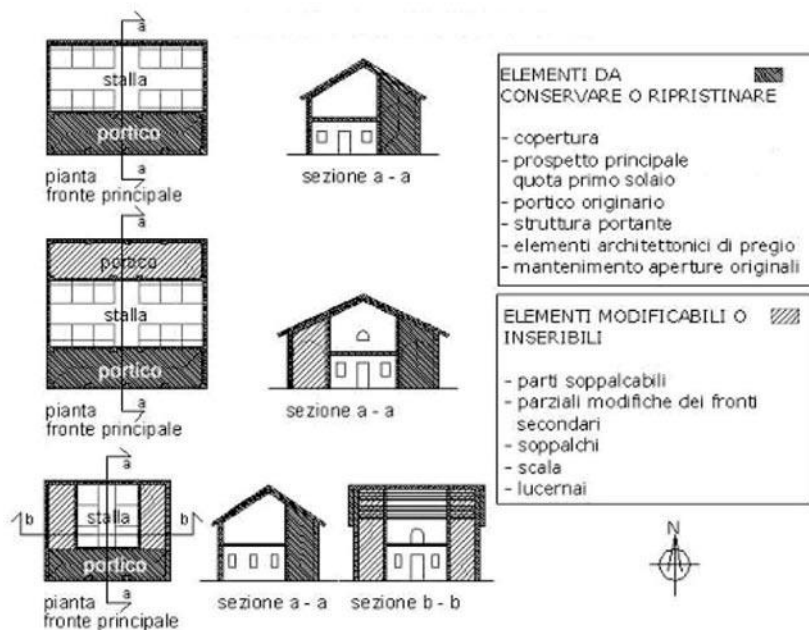 a
stalla
portico
a
pianta
fronte principale
sezione a - a
a
portico
stalla
portico
a
pianta
fronte principale
sezione a - a
a
b
stalla
b
portico
a
pianta
fronte principale
sezione a - a
sezione b - b
ELEMENTI DA
CONSERVARE O RIPRISTINARE
- copertura
- prospetto principale
quota primo solaio
- portico originario
- struttura portante
- elementi architettonici di pregio
- mantenimento aperture originali
ELEMENTI MODIFICABILI O
INSERIBILI
- parti soppalcabili
- parziali modifiche dei fronti
secondari
- soppalchi
- scala
- lucernai
N